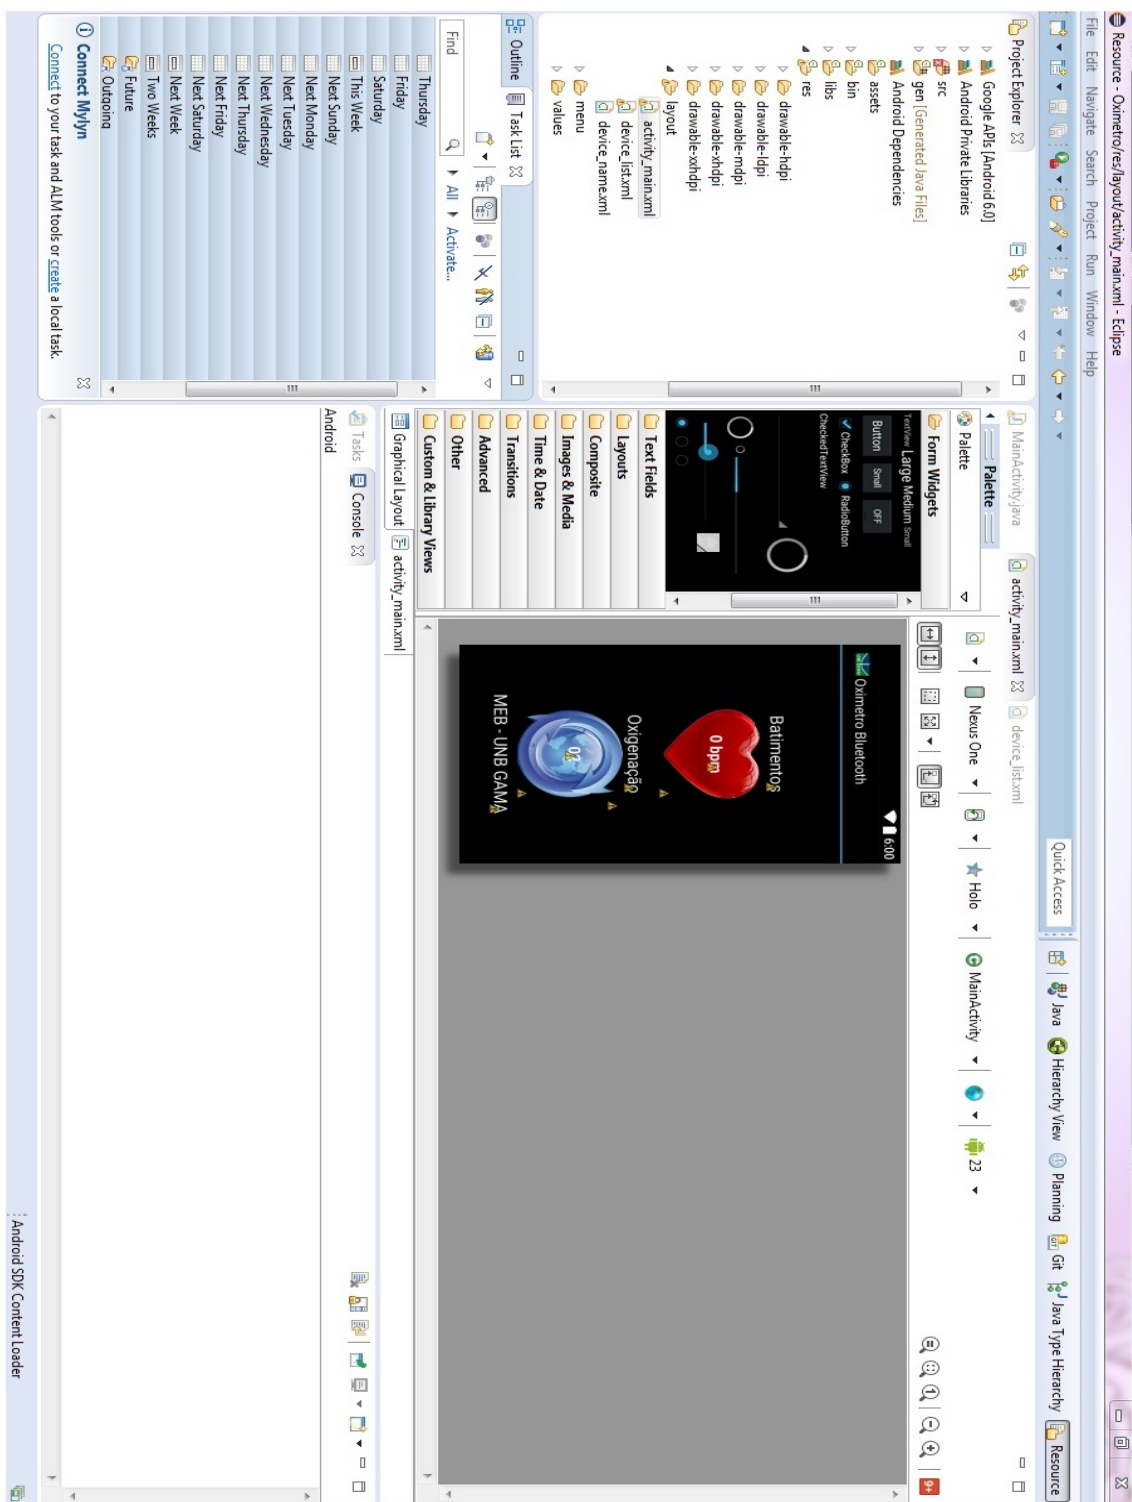 Resource - Oximetro/res/layout/activity_main.xml - Eclipse
File Edit Navigate Search Project Run Window Help
Quick Access
Java Hierarchy View Planning Git Java Type Hierarchy Resource
Project Explorer
Google APIs [Android 6.0]
Android Private Libraries
src
gen [Generated Java Files]
Android Dependencies
assets
bin
libs
res
drawable-hdpi
drawable-ldpi
drawable-mdpi
drawable-xhdpi
drawable-xxhdpi
layout
activity_main.xml
device_list.xml
device_name.xml
menu
values
Outline Task List
Find All Activate...
Thursday
Friday
Saturday
This Week
Next Sunday
Next Monday
Next Tuesday
Next Wednesday
Next Thursday
Next Friday
Next Saturday
Next Week
Two Weeks
Future
Outgoing
Connect Mylyn
Connect to your task and ALM tools or create a local task.
MainActivity.java activity_main.xml device_list.xml
Palette
Palette
Form Widgets
TextView Large Medium Small
Button Small OFF
CheckBox RadioButton
CheckedTextView
Text Fields
Layouts
Composite
Images & Media
Time & Date
Transitions
Advanced
Other
Custom & Library Views
Graphical Layout activity_main.xml
Nexus One Holo MainActivity 23
9+
6:00
Oximetro Bluetooth
Batimentos
0 bpm
Oxigenação
MEB - UNB GAMA
Tasks Console
Android
Android SDK Content Loader